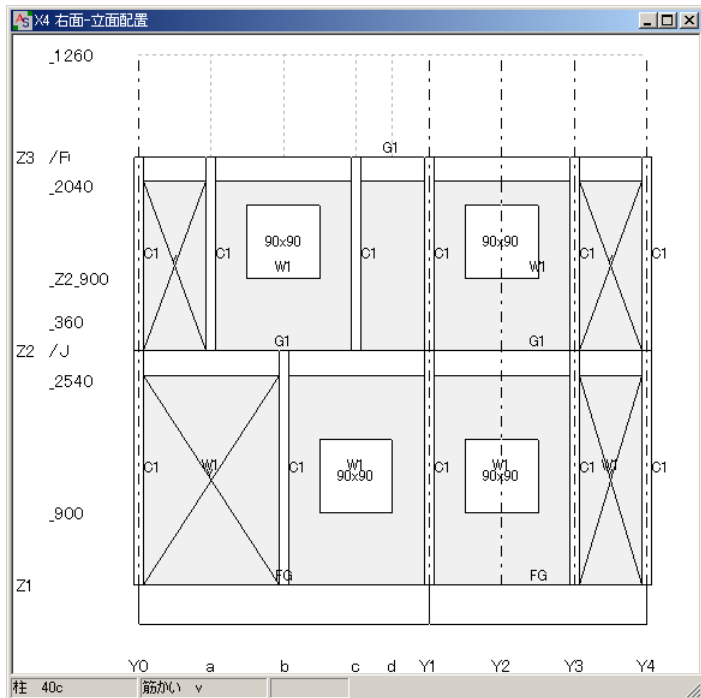 X4 右面-立面配置
_1260
G1
Z3 /Fi
_2040
90x90 90x90
C1 C1 W1 C1 C1 W1 C1 C1
_Z2_900
_360
G1 G1
Z2 /J
_2540
C1 W1 C1 W1 C1 W1 C1 W1 C1
90x90 90x90
_900
FG FG
Z1
Y0 a b c d Y1 Y2 Y3 Y4
柱 40c 筋かい v